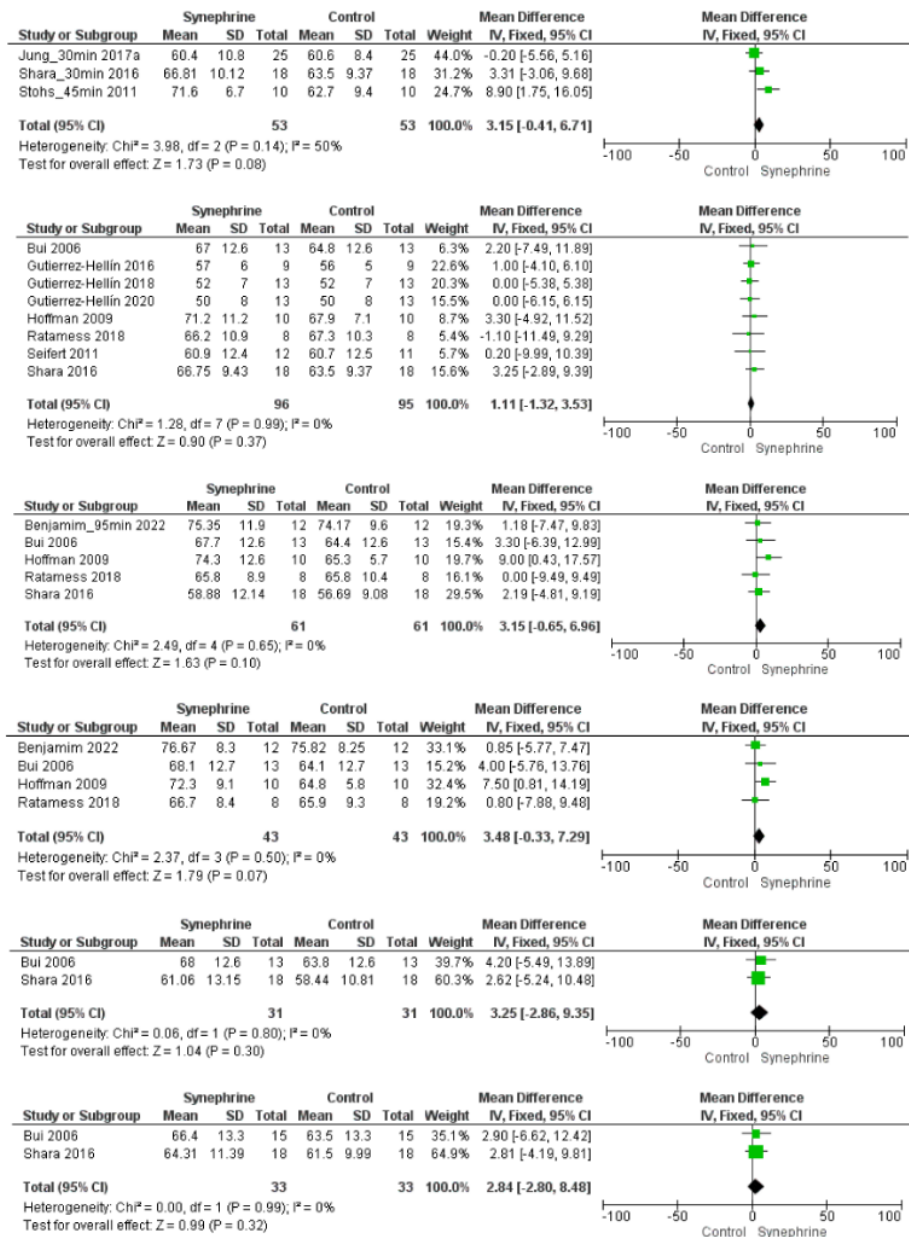 Synephrine Control Mean Difference Mean Difference
Study or Subgroup Mean SD Total Mean SD Total Weight IV, Fixed, 95% CI IV, Fixed, 95% CI
Jung_30min 2017a 60.4 10.8 25 60.6 8.4 25 44.0% -0.20 [-5.56, 5.16]
Shara_30min 2016 66.81 10.12 18 63.5 9.37 18 31.2% 3.31 [-3.06, 9.68]
Stohs_45min 2011 71.6 6.7 10 62.7 9.4 10 24.7% 8.90 [1.75, 16.05]
Total (95% CI) 53 53 100.0% 3.15 [-0.41, 6.71]
Heterogeneity: Chi² = 3.98, df = 2 (P = 0.14); I² = 50%
Test for overall effect: Z = 1.73 (P = 0.08)
-100 -50 0 50 100
Control Synephrine
Synephrine Control Mean Difference Mean Difference
Study or Subgroup Mean SD Total Mean SD Total Weight IV, Fixed, 95% CI IV, Fixed, 95% CI
Bui 2006 67 12.6 13 64.8 12.6 13 6.3% 2.20 [-7.49, 11.89]
Gutierrez-Hellín 2016 57 6 9 56 5 9 22.6% 1.00 [-4.10, 6.10]
Gutierrez-Hellín 2018 52 7 13 52 7 13 20.3% 0.00 [-5.38, 5.38]
Gutierrez-Hellín 2020 50 8 13 50 8 13 15.5% 0.00 [-6.15, 6.15]
Hoffman 2009 71.2 11.2 10 67.9 7.1 10 8.7% 3.30 [-4.92, 11.52]
Ratamess 2018 66.2 10.9 8 67.3 10.3 8 5.4% -1.10 [-11.49, 9.29]
Seifert 2011 60.9 12.4 12 60.7 12.5 11 5.7% 0.20 [-9.99, 10.39]
Shara 2016 66.75 9.43 18 63.5 9.37 18 15.6% 3.25 [-2.89, 9.39]
Total (95% CI) 96 95 100.0% 1.11 [-1.32, 3.53]
Heterogeneity: Chi² = 1.28, df = 7 (P = 0.99); I² = 0%
Test for overall effect: Z = 0.90 (P = 0.37)
-100 -50 0 50 100
Control Synephrine
Synephrine Control Mean Difference Mean Difference
Study or Subgroup Mean SD Total Mean SD Total Weight IV, Fixed, 95% CI IV, Fixed, 95% CI
Benjamim_95min 2022 75.35 11.9 12 74.17 9.6 12 19.3% 1.18 [-7.47, 9.83]
Bui 2006 67.7 12.6 13 64.4 12.6 13 15.4% 3.30 [-6.39, 12.99]
Hoffman 2009 74.3 12.6 10 65.3 5.7 10 19.7% 9.00 [0.43, 17.57]
Ratamess 2018 65.8 8.9 8 65.8 10.4 8 16.1% 0.00 [-9.49, 9.49]
Shara 2016 58.88 12.14 18 56.69 9.08 18 29.5% 2.19 [-4.81, 9.19]
Total (95% CI) 61 61 100.0% 3.15 [-0.65, 6.96]
Heterogeneity: Chi² = 2.49, df = 4 (P = 0.65); I² = 0%
Test for overall effect: Z = 1.63 (P = 0.10)
-100 -50 0 50 100
Control Synephrine
Synephrine Control Mean Difference Mean Difference
Study or Subgroup Mean SD Total Mean SD Total Weight IV, Fixed, 95% CI IV, Fixed, 95% CI
Benjamim 2022 76.67 8.3 12 75.82 8.25 12 33.1% 0.85 [-5.77, 7.47]
Bui 2006 68.1 12.7 13 64.1 12.7 13 15.2% 4.00 [-5.76, 13.76]
Hoffman 2009 72.3 9.1 10 64.8 5.8 10 32.4% 7.50 [0.81, 14.19]
Ratamess 2018 66.7 8.4 8 65.9 9.3 8 19.2% 0.80 [-7.88, 9.48]
Total (95% CI) 43 43 100.0% 3.48 [-0.33, 7.29]
Heterogeneity: Chi² = 2.37, df = 3 (P = 0.50); I² = 0%
Test for overall effect: Z = 1.79 (P = 0.07)
-100 -50 0 50 100
Control Synephrine
Synephrine Control Mean Difference Mean Difference
Study or Subgroup Mean SD Total Mean SD Total Weight IV, Fixed, 95% CI IV, Fixed, 95% CI
Bui 2006 68 12.6 13 63.8 12.6 13 39.7% 4.20 [-5.49, 13.89]
Shara 2016 61.06 13.15 18 58.44 10.81 18 60.3% 2.62 [-5.24, 10.48]
Total (95% CI) 31 31 100.0% 3.25 [-2.86, 9.35]
Heterogeneity: Chi² = 0.06, df = 1 (P = 0.80); I² = 0%
Test for overall effect: Z = 1.04 (P = 0.30)
-100 -50 0 50 100
Control Synephrine
Synephrine Control Mean Difference Mean Difference
Study or Subgroup Mean SD Total Mean SD Total Weight IV, Fixed, 95% CI IV, Fixed, 95% CI
Bui 2006 66.4 13.3 15 63.5 13.3 15 35.1% 2.90 [-6.62, 12.42]
Shara 2016 64.31 11.39 18 61.5 9.99 18 64.9% 2.81 [-4.19, 9.81]
Total (95% CI) 33 33 100.0% 2.84 [-2.80, 8.48]
Heterogeneity: Chi² = 0.00, df = 1 (P = 0.99); I² = 0%
Test for overall effect: Z = 0.99 (P = 0.32)
-100 -50 0 50 100
Control Synephrine